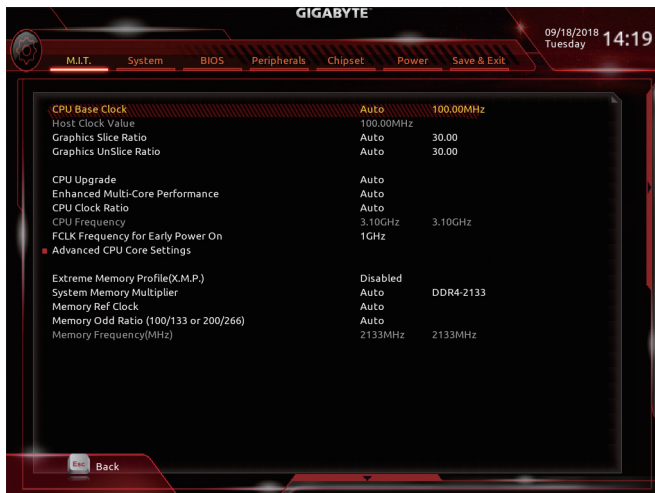 GIGABYTE™
09/18/2018 14:19
Tuesday
M.I.T. System BIOS Peripherals Chipset Power Save & Exit
CPU Base Clock Auto 100.00MHz
Host Clock Value 100.00MHz
Graphics Slice Ratio Auto 30.00
Graphics UnSlice Ratio Auto 30.00
CPU Upgrade Auto
Enhanced Multi-Core Performance Auto
CPU Clock Ratio Auto
CPU Frequency 3.10GHz 3.10GHz
FCLK Frequency for Early Power On 1GHz
Advanced CPU Core Settings
Extreme Memory Profile(X.M.P.) Disabled
System Memory Multiplier Auto DDR4-2133
Memory Ref Clock Auto
Memory Odd Ratio (100/133 or 200/266) Auto
Memory Frequency(MHz) 2133MHz 2133MHz
Esc Back